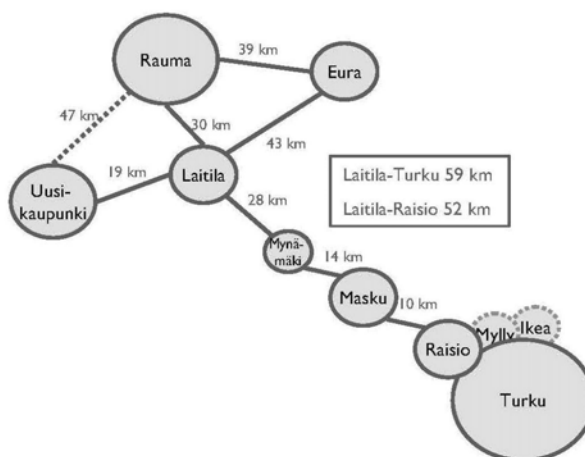 39 km
Rauma
Eura
47 km
30 km
43 km
19 km
Laitila
Uusi-
kaupunki
28 km
Laitila-Turku 59 km
Laitila-Raisio 52 km
Mynä-
mäki
14 km
Masku
10 km
Mylly
Ikea
Raisio
Turku